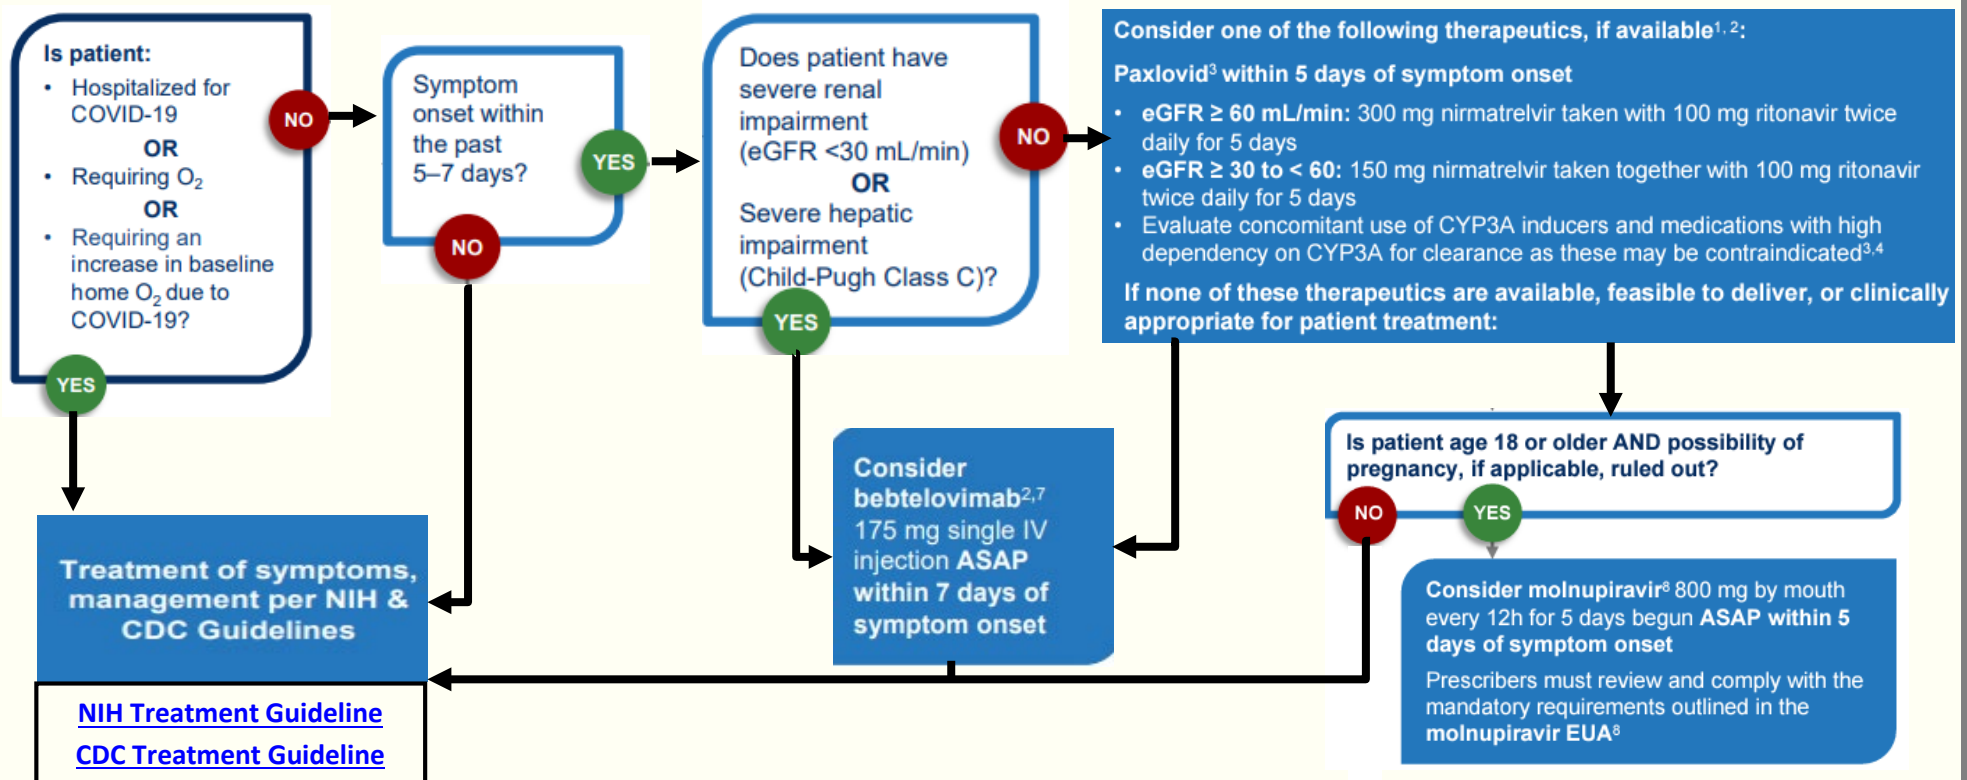 Is patient:
• Hospitalized for
COVID-19
OR
• Requiring O2
OR
• Requiring an
increase in baseline
home O2 due to
COVID-19?
NO
YES
Symptom
onset within
the past
5–7 days?
YES
NO
Does patient have
severe renal
impairment
(eGFR <30 mL/min)
OR
Severe hepatic
impairment
(Child-Pugh Class C)?
NO
YES
Consider one of the following therapeutics, if available1, 2:
Paxlovid3 within 5 days of symptom onset
• eGFR ≥ 60 mL/min: 300 mg nirmatrelvir taken with 100 mg ritonavir twice
daily for 5 days
• eGFR ≥ 30 to < 60: 150 mg nirmatrelvir taken together with 100 mg ritonavir
twice daily for 5 days
• Evaluate concomitant use of CYP3A inducers and medications with high
dependency on CYP3A for clearance as these may be contraindicated3,4
If none of these therapeutics are available, feasible to deliver, or clinically
appropriate for patient treatment:
Consider
bebtelovimab2,7
175 mg single IV
injection ASAP
within 7 days of
symptom onset
Is patient age 18 or older AND possibility of
pregnancy, if applicable, ruled out?
NO
YES
Consider molnupiravir8 800 mg by mouth
every 12h for 5 days begun ASAP within 5
days of symptom onset
Prescribers must review and comply with the
mandatory requirements outlined in the
molnupiravir EUA8
Treatment of symptoms,
management per NIH &
CDC Guidelines
NIH Treatment Guideline
CDC Treatment Guideline